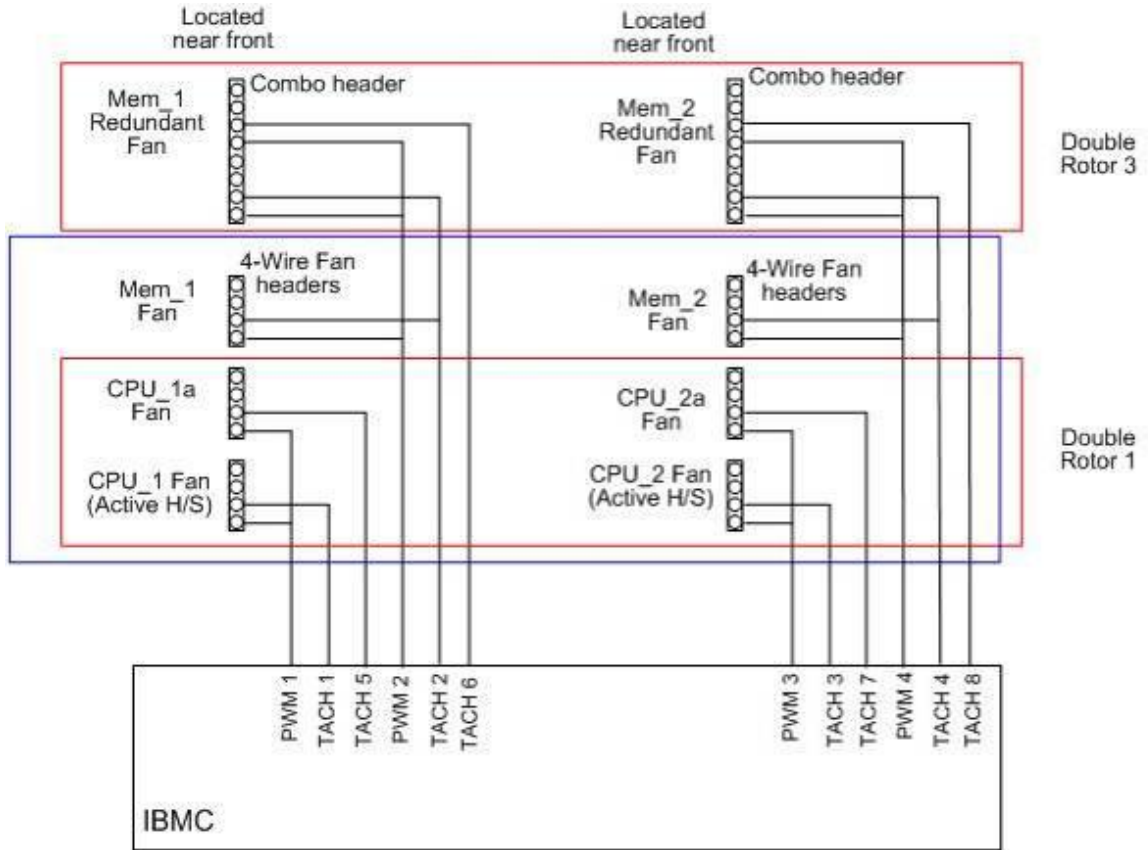 Located
near front
Located
near front
Mem_1
Redundant
Fan
Combo header
Mem_2
Redundant
Fan
Combo header
Double
Rotor 3
4-Wire Fan
headers
Mem_1
Fan
4-Wire Fan
headers
Mem_2
Fan
CPU_1a
Fan
CPU_2a
Fan
CPU_1 Fan
(Active H/S)
CPU_2 Fan
(Active H/S)
Double
Rotor 1
PWM 1
TACH 1
TACH 5
PWM 2
TACH 2
TACH 6
PWM 3
TACH 3
TACH 7
PWM 4
TACH 4
TACH 8
IBMC